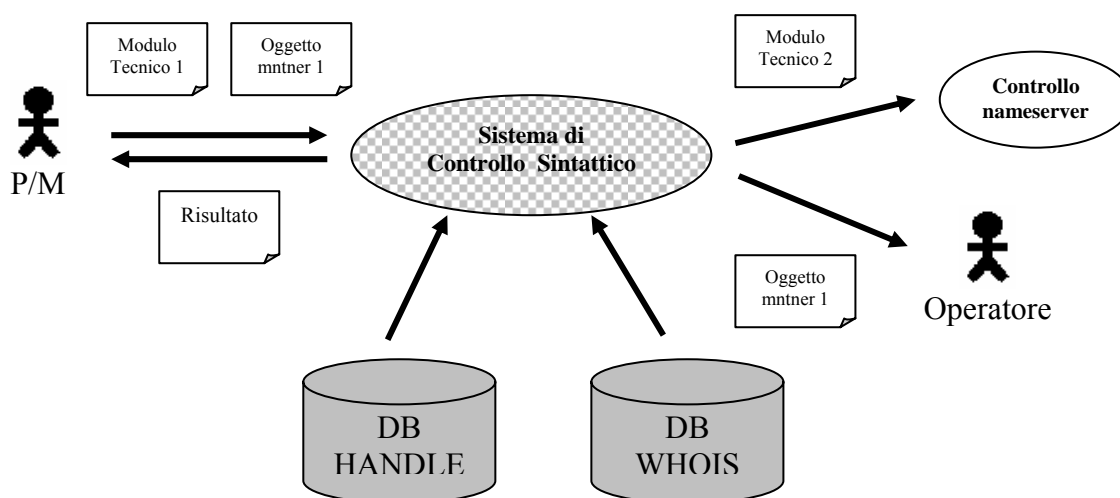 Modulo
Tecnico 1
Oggetto
mntner 1
Modulo
Tecnico 2
Controllo
nameserver
Sistema di
Controllo Sintattico
P/M
Risultato
Oggetto
mntner 1
Operatore
DB
HANDLE
DB
WHOIS